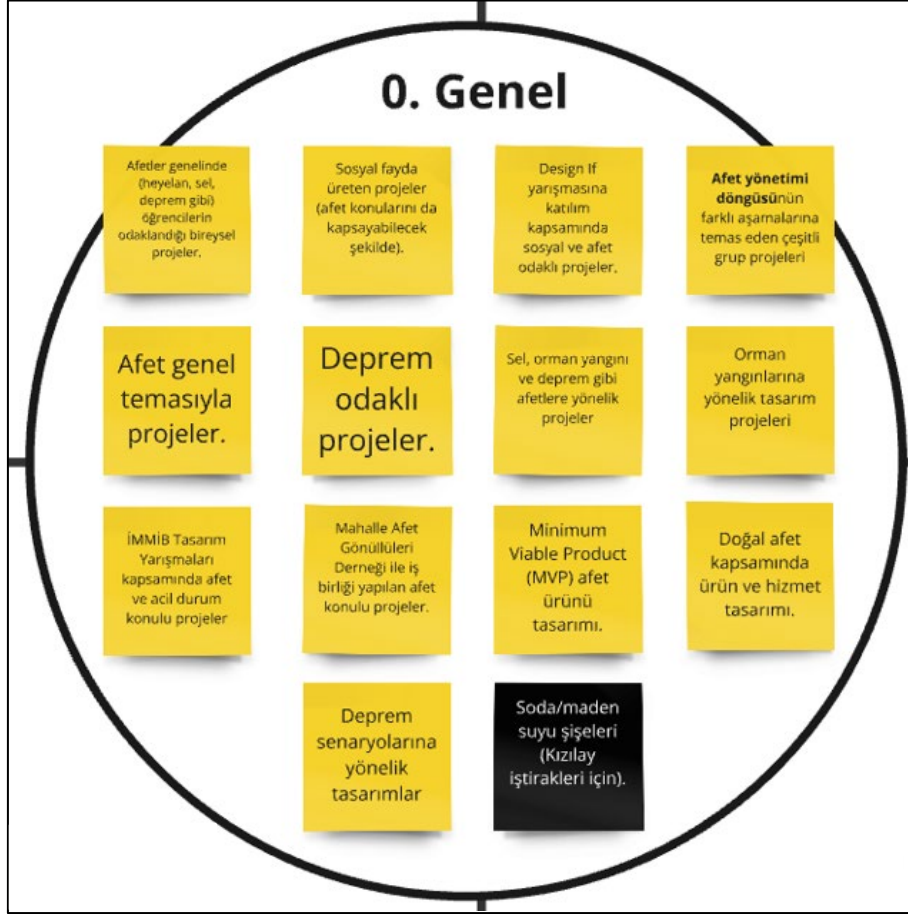 0. Genel
Afetler genelinde
(heyelan, sel,
deprem gibi)
öğrencilerin
odaklandığı bireysel
projeler.
Sosyal fayda
üreten projeler
(afet konularını da
kapsayabilecek
şekilde).
Design If
yarışmasına
katılım
kapsamında
sosyal ve afet
odaklı projeler.
Afet yönetimi
döngüsünün
farklı aşamalarına
temas eden çeşitli
grup projeleri
Afet genel
temasıyla
projeler.
Deprem
odaklı
projeler.
Sel, orman yangını
ve deprem gibi
afetlere yönelik
projeler
Orman
yangınlarına
yönelik tasarım
projeleri
İMMİB Tasarım
Yarışmaları
kapsamında afet
ve acil durum
konulu projeler
Mahalle Afet
Gönüllüleri
Derneği ile iş
birliği yapılan afet
konulu projeler.
Minimum
Viable Product
(MVP) afet
ürünü
tasarımı.
Doğal afet
kapsamında
ürün ve hizmet
tasarımı.
Deprem
senaryolarına
yönelik
tasarımlar
Soda/maden
suyu şişeleri
(Kızılay
iştirakleri için).